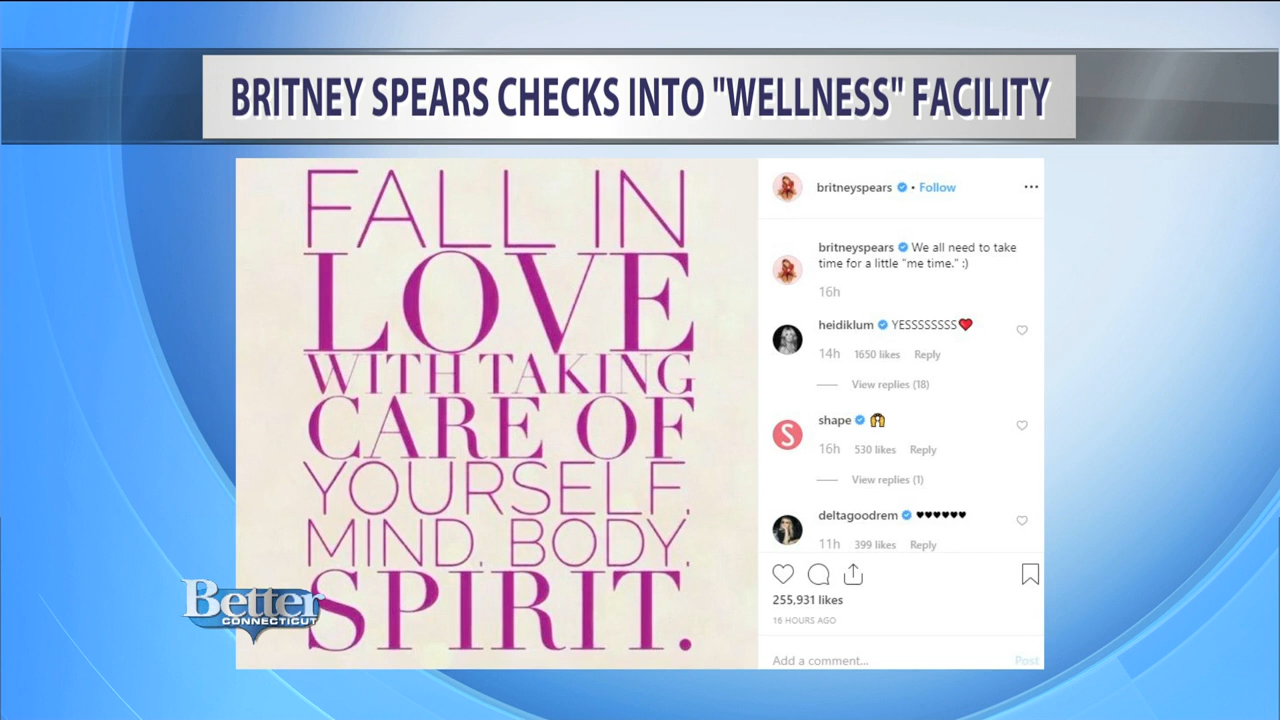 BRITNEY SPEARS CHECKS INTO "WELLNESS" FACILITY
FALL IN
LOVE
WITH TAKING
CARE OF
YOURSELF.
MIND. BODY.
SPIRIT.
Better
CONNECTICUT
britneyspears • Follow
britneyspears We all need to take
time for a little "me time." :)
16h
heidiklum YESSSSSSSS❤️
14h 1650 likes Reply
View replies (18)
S
shape 🙌
16h 530 likes Reply
View replies (1)
deltagoodrem ♥♥♥♥♥♥
11h 399 likes Reply
255,931 likes
16 HOURS AGO
Add a comment... Post